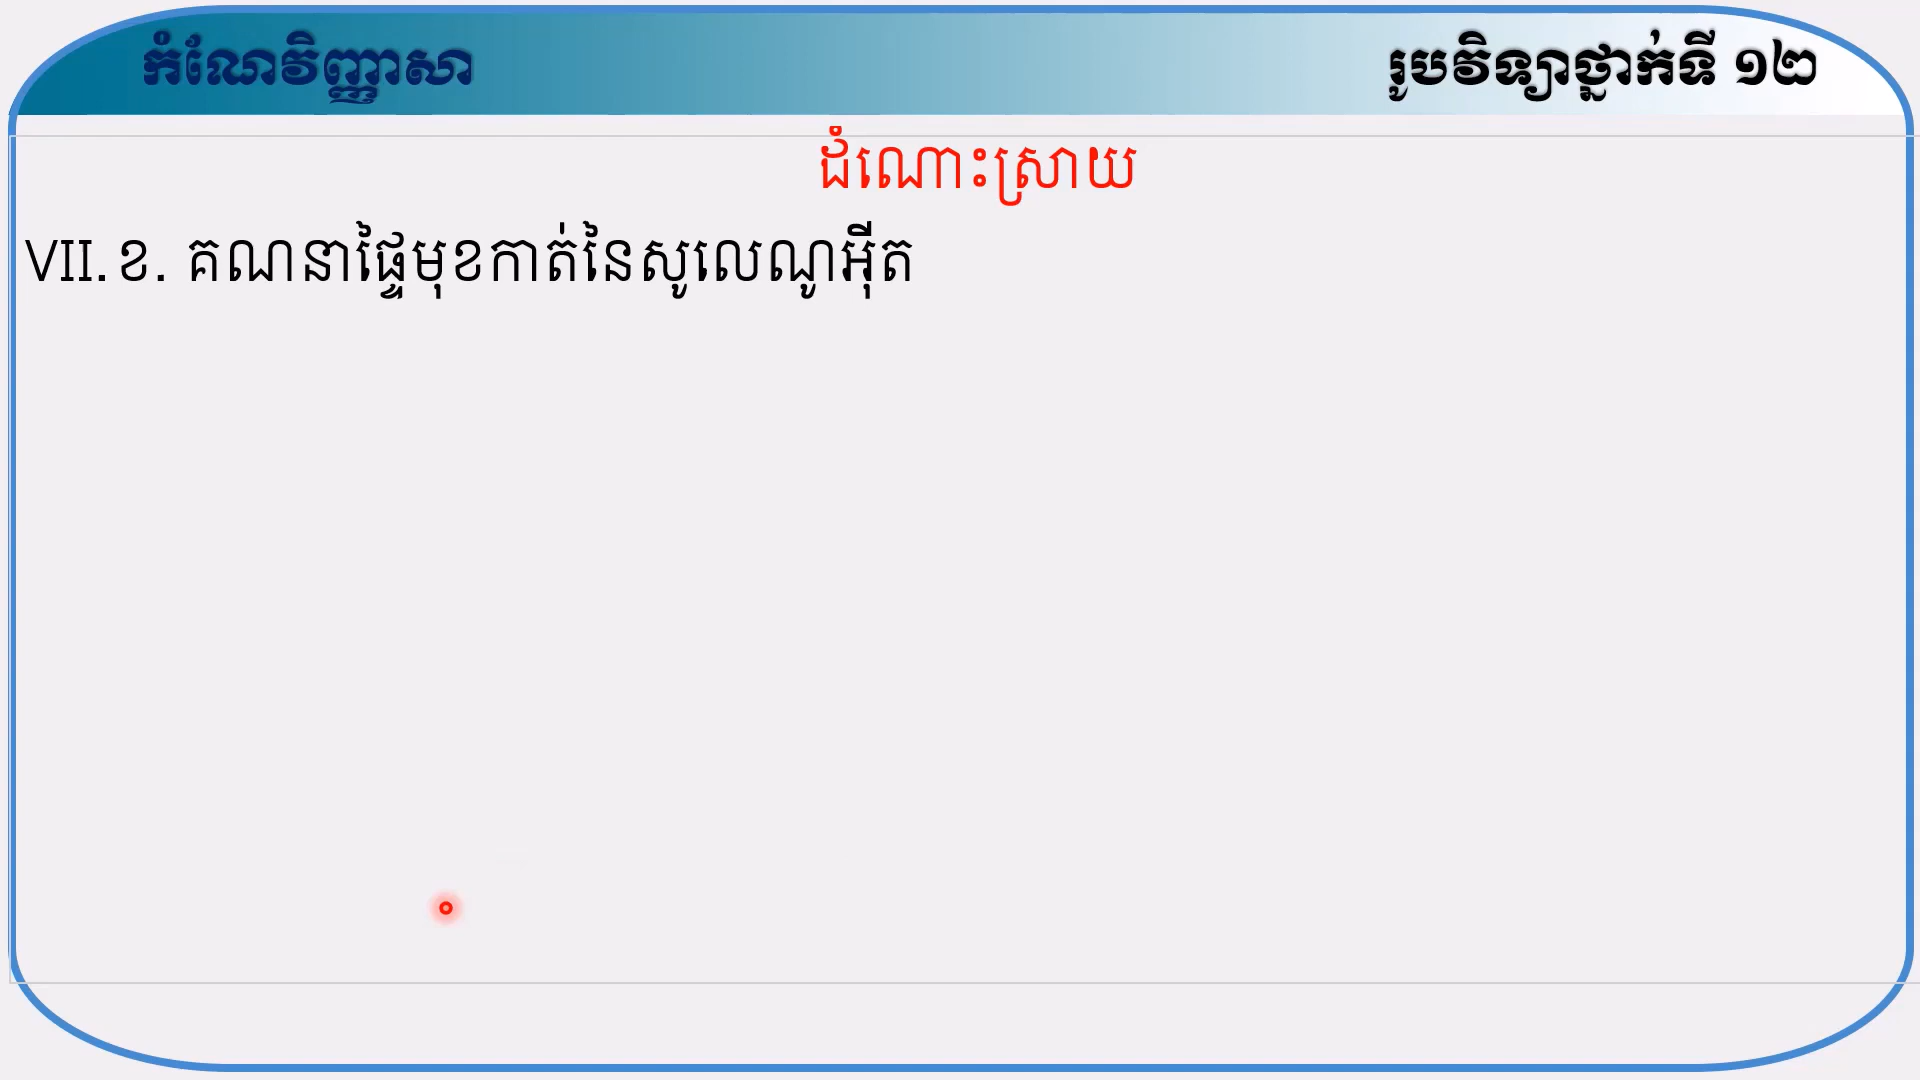 កំណែវិញ្ញាសា
រូបវិទ្យាថ្នាក់ទី ១២
ដំណោះស្រាយ
VII.ខ. គណនាផ្ទៃមុខកាត់នៃសូលេណូអ៊ីត